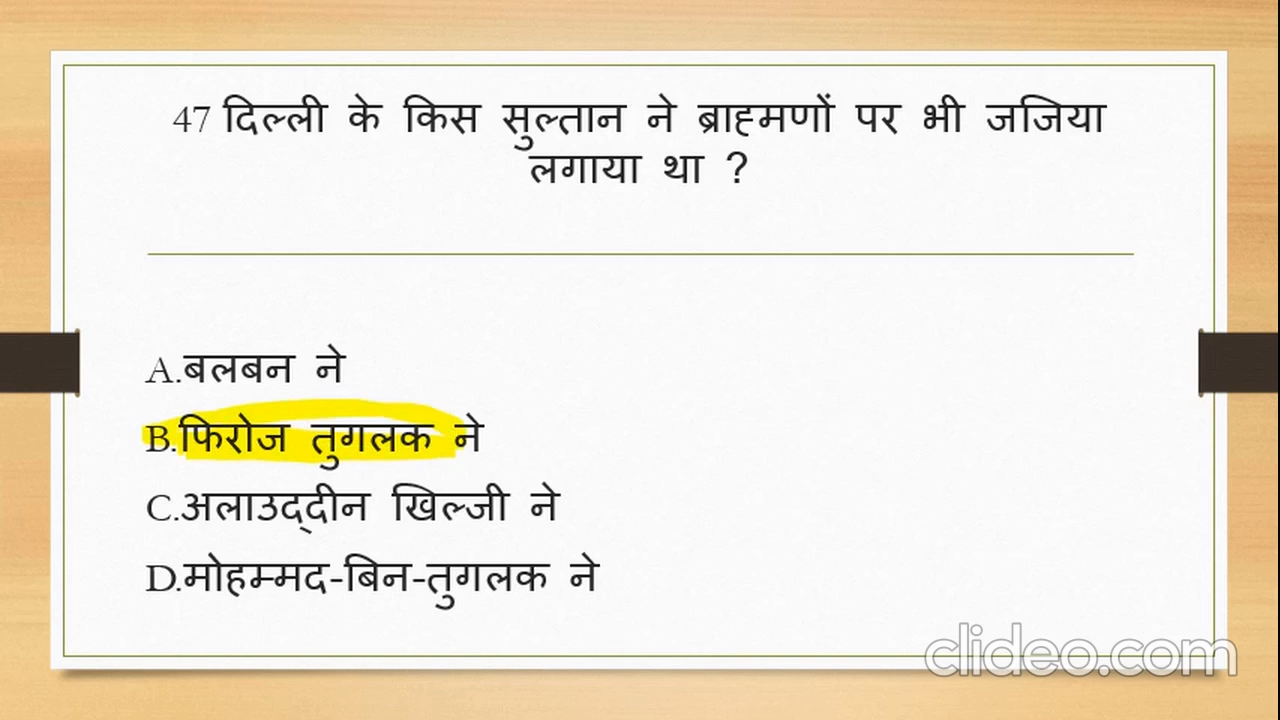 47 दिल्ली के किस सुल्तान ने ब्राह्मणों पर भी जजिया
लगाया था ?
A.बलबन ने
B.फिरोज तुगलक ने
C.अलाउद्दीन खिल्जी ने
D.मोहम्मद-बिन-तुगलक ने
clideo.com